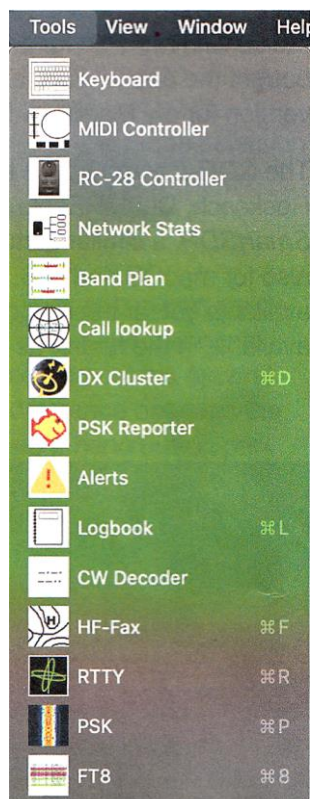 Tools View Window Help
Keyboard
MIDI Controller
RC-28 Controller
Network Stats
Band Plan
Call lookup
DX Cluster ⌘D
PSK Reporter
Alerts
Logbook ⌘L
CW Decoder
HF-Fax ⌘F
RTTY ⌘R
PSK ⌘P
FT8 ⌘8